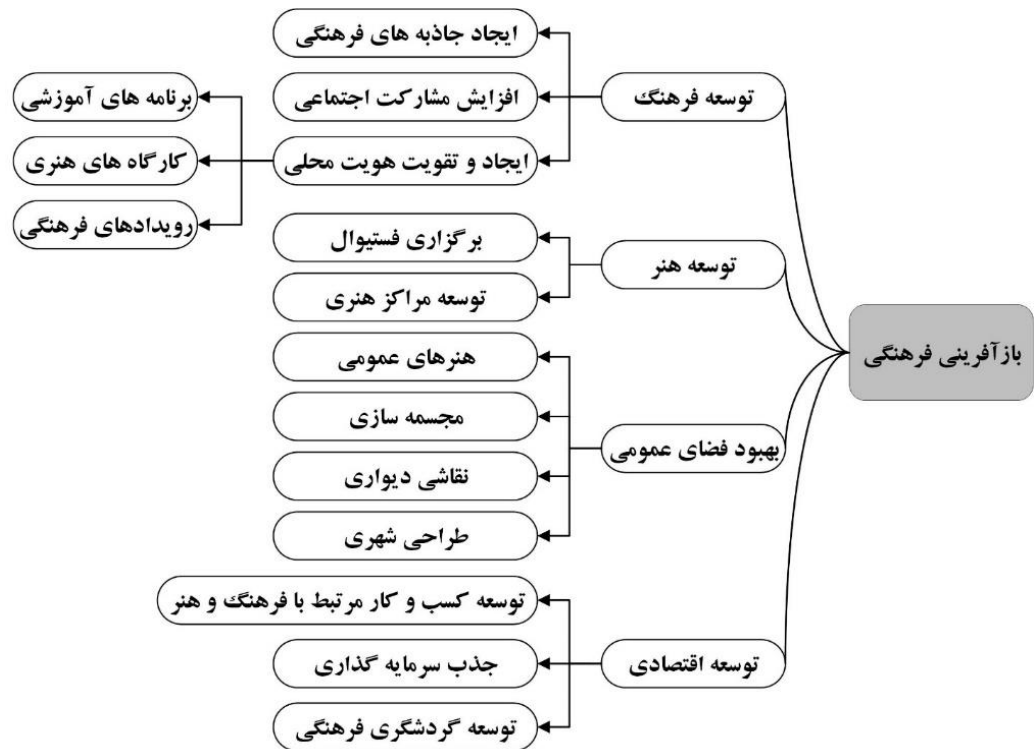 بازآفرینی فرهنگی
توسعه فرهنگ
ایجاد جاذبه های فرهنگی
افزایش مشارکت اجتماعی
ایجاد و تقویت هویت محلی
برنامه های آموزشی
کارگاه های هنری
رویدادهای فرهنگی
توسعه هنر
برگزاری فستیوال
توسعه مراکز هنری
بهبود فضای عمومی
هنرهای عمومی
مجسمه سازی
نقاشی دیواری
طراحی شهری
توسعه اقتصادی
توسعه کسب و کار مرتبط با فرهنگ و هنر
جذب سرمایه گذاری
توسعه گردشگری فرهنگی